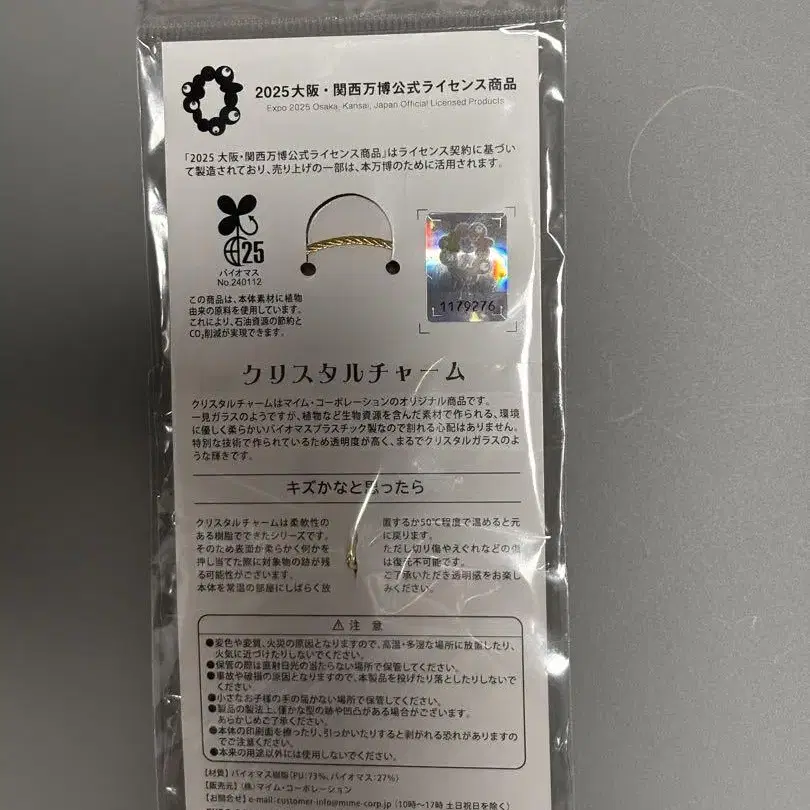 2025大阪・関西万博公式ライセンス商品
Expo 2025 Osaka, Kansai, Japan Official Licensed Products
「2025 大阪・関西万博公式ライセンス商品」はライセンス契約に基づい
て製造されており、売り上げの一部は、本万博のために活用されます。
25
バイオマス
No.240112
この商品は、本体素材に植物
由来の原料を使用しています。
これにより、石油資源の節約と
CO₂削減が実現できます。
1179276
クリスタルチャーム
クリスタルチャームはマイム・コーポレーションのオリジナル商品です。
一見ガラスのようですが、植物など生物資源を含んだ素材で作られる、環境
に優しく柔らかいバイオマスプラスチック製なので割れる心配はありません。
特別な技術で作られているため透明度が高く、まるでクリスタルガラスのよ
うな輝きです。
キズかなと思ったら
クリスタルチャームは柔軟性の
ある樹脂でできたシリーズです。
そのため表面が柔らかく何かを
押し当てた際に対象物の跡が残
る可能性がございます。
本体を常温の部屋にしばらく放
置するか50℃程度で温めると元
に戻ります。
ただし切り傷やえぐれなどの傷
は復元不可能です。
ご了承いただき透明感をお楽し
みください。
⚠注 意
●変色や変質、火災の原因となりますので、高温・多湿な場所に放置したり、
火気に近づけたりしないでください。
●保管の際は直射日光の当たらない場所で保管してください。
●事故や破損の原因となりますので、本製品を投げたり落としたりしないで
ください
●小さなお子様の手の届かない場所で保管してください。
●製品の製法上、僅かな型の跡や凹凸がある場合がございます。
あらかじめご了承ください。
●本体の印刷面を擦ったり、引っかいたりすると剥がれる恐れがありますの
でご注意ください。
●本来の用途以外には使用しないでください。
【材質】バイオマス樹脂(PU:73%、バイオマス:27%)
【販売元】(株)マイム・コーポレーション
【お問合せ】e-mail:customer-info@mime-corp.jp(10時〜17時 土日祝日を除く)